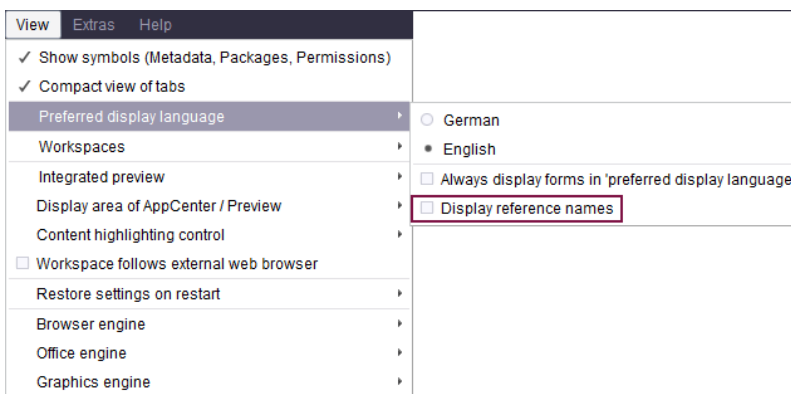 View Extras Help
Show symbols (Metadata, Packages, Permissions)
Compact view of tabs
Preferred display language
Workspaces
Integrated preview
Display area of AppCenter / Preview
Content highlighting control
Workspace follows external web browser
Restore settings on restart
Browser engine
Office engine
Graphics engine
German
English
Always display forms in 'preferred display language
Display reference names